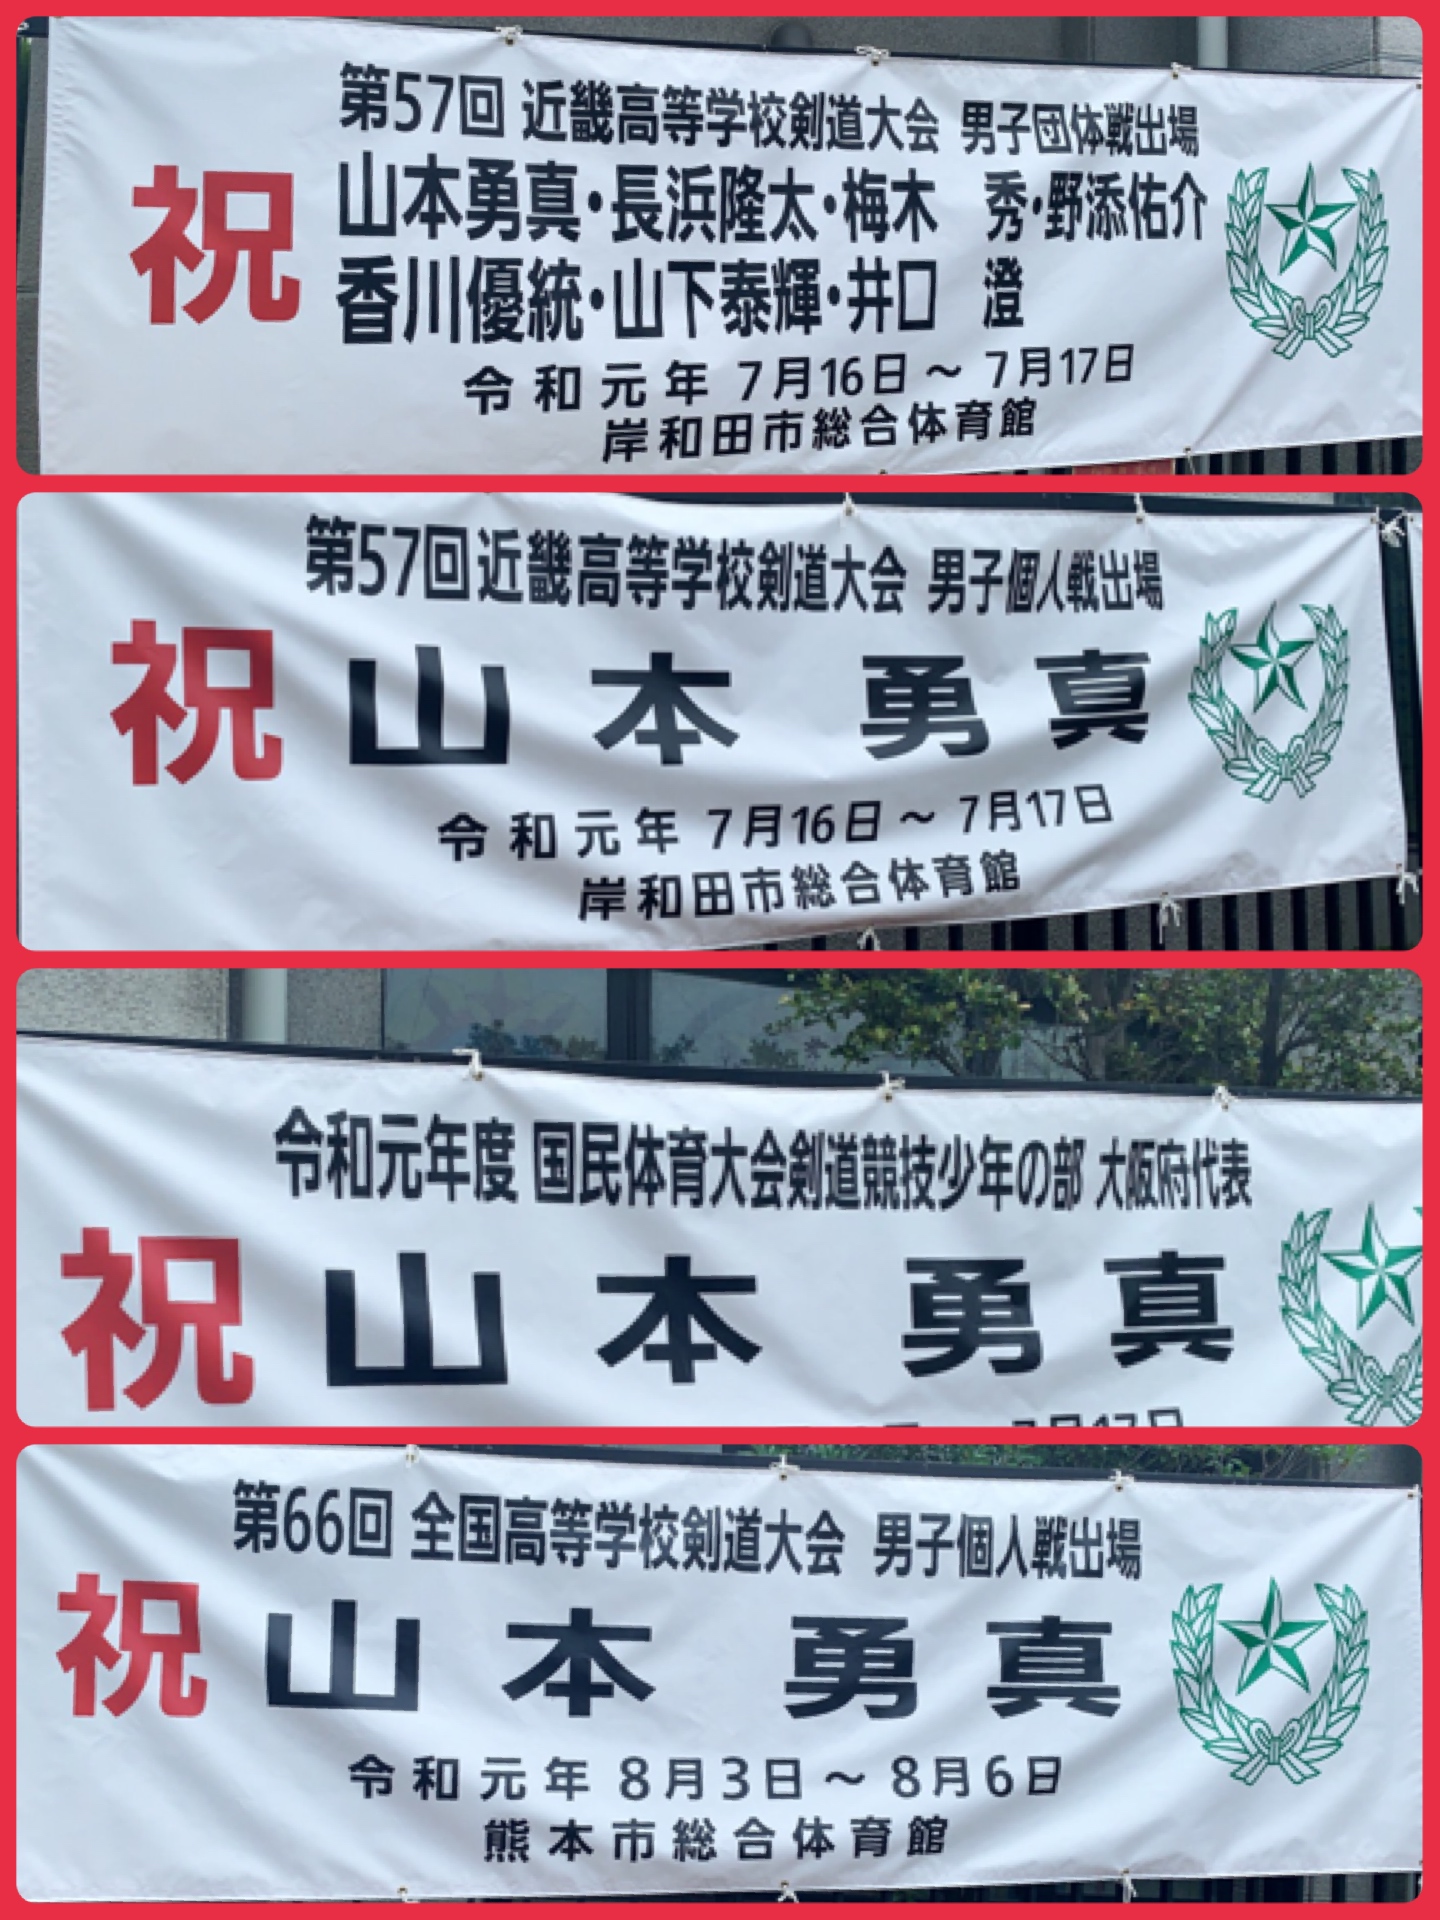 第57回 近畿高等学校剣道大会 男子団体戦出場
祝
山本勇真・長浜隆太・梅木 秀・野添佑介
香川優統・山下泰輝・井口 澄
令和元年 7月16日～7月17日
岸和田市総合体育館
第57回近畿高等学校剣道大会 男子個人戦出場
祝 山本 勇真
令和元年 7月16日～7月17日
岸和田市総合体育館
令和元年度 国民体育大会剣道競技少年の部 大阪府代表
祝 山本 勇真
第66回 全国高等学校剣道大会 男子個人戦出場
祝 山本 勇真
令和元年 8月3日～8月6日
熊本市総合体育館